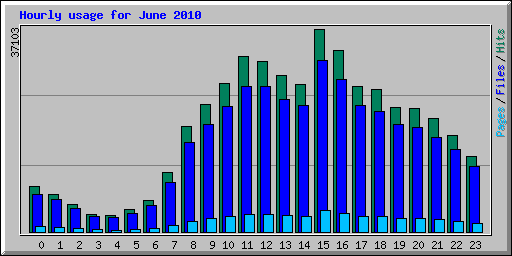 Hourly usage for June 2010
37103
Pages/Files/Hits
0 1 2 3 4 5 6 7 8 9 10 11 12 13 14 15 16 17 18 19 20 21 22 23